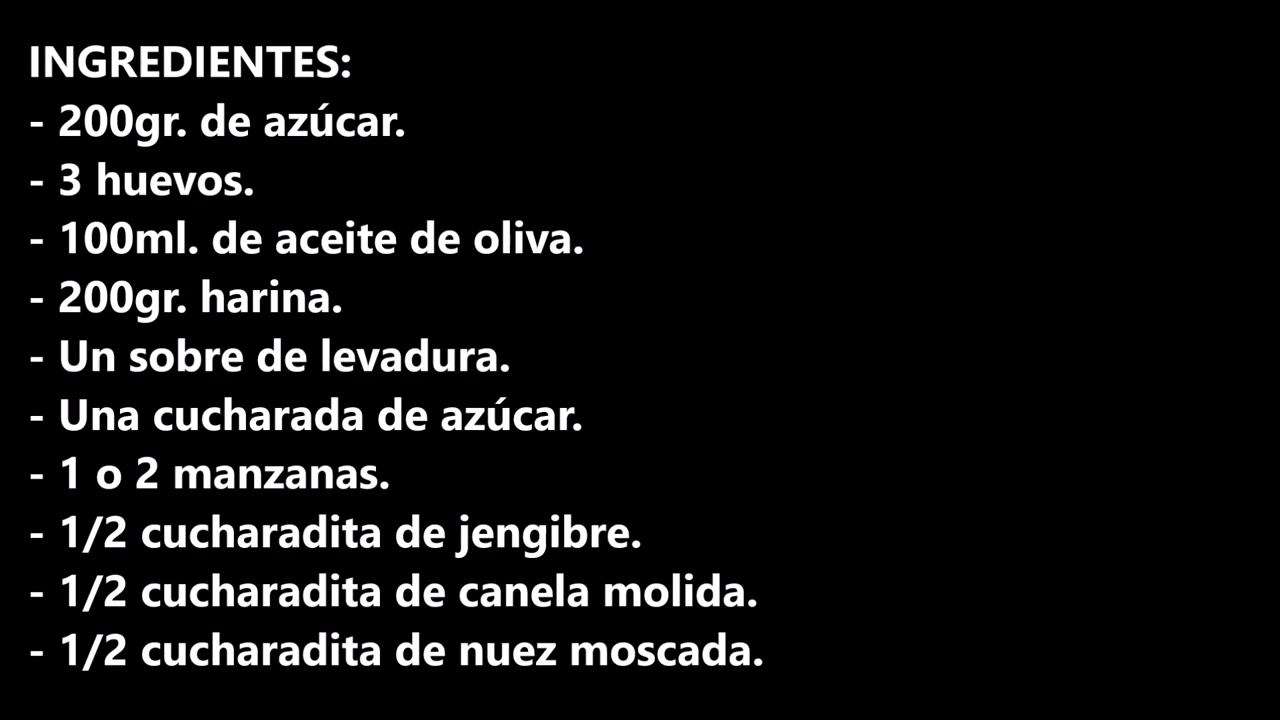 INGREDIENTES:
- 200gr. de azúcar.
- 3 huevos.
- 100ml. de aceite de oliva.
- 200gr. harina.
- Un sobre de levadura.
- Una cucharada de azúcar.
- 1 o 2 manzanas.
- 1/2 cucharadita de jengibre.
- 1/2 cucharadita de canela molida.
- 1/2 cucharadita de nuez moscada.